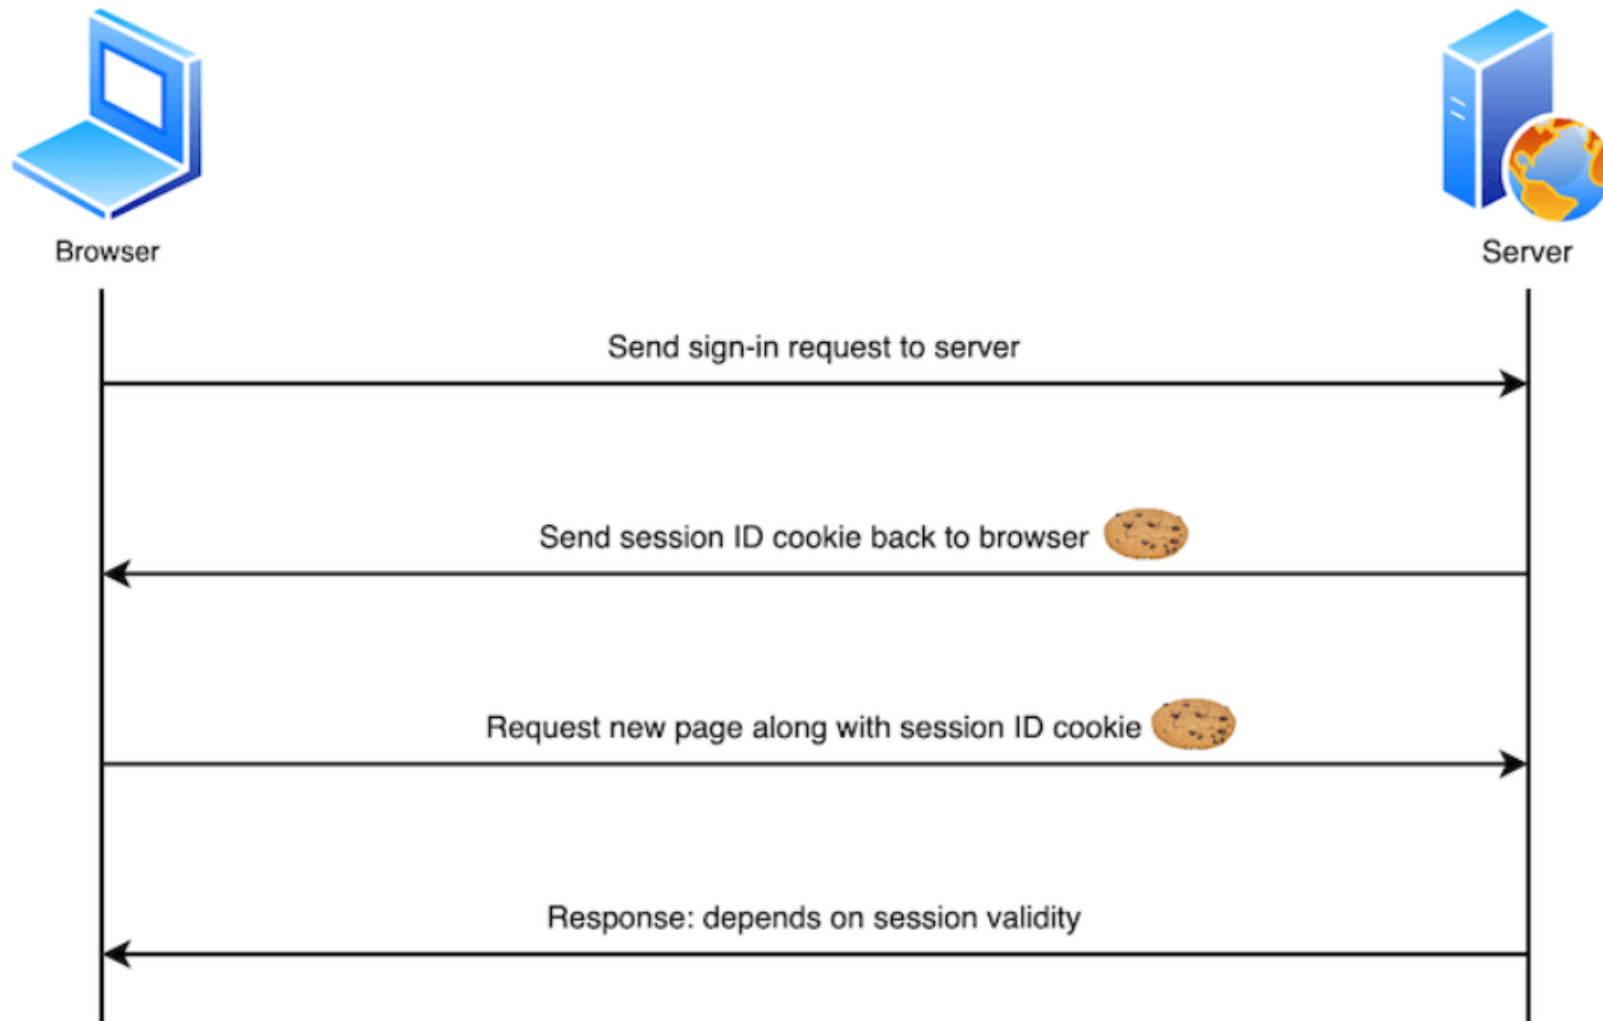 Browser
Server
Send sign-in request to server
Send session ID cookie back to browser
Request new page along with session ID cookie
Response: depends on session validity